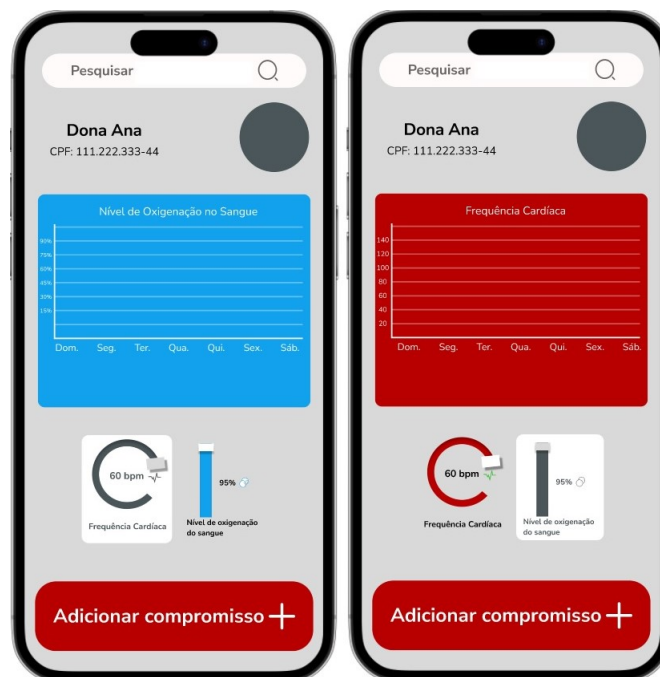 Pesquisar
Dona Ana
CPF: 111.222.333-44
Nível de Oxigenação no Sangue
90%
75%
60%
45%
30%
15%
Dom. Seg. Ter. Qua. Qui. Sex. Sáb.
60 bpm
Frequência Cardíaca
95%
Nível de oxigenação
do sangue
Adicionar compromisso
Pesquisar
Dona Ana
CPF: 111.222.333-44
Frequência Cardíaca
140
120
100
80
60
40
20
Dom. Seg. Ter. Qua. Qui. Sex. Sáb.
60 bpm
Frequência Cardíaca
95%
Nível de oxigenação
do sangue
Adicionar compromisso